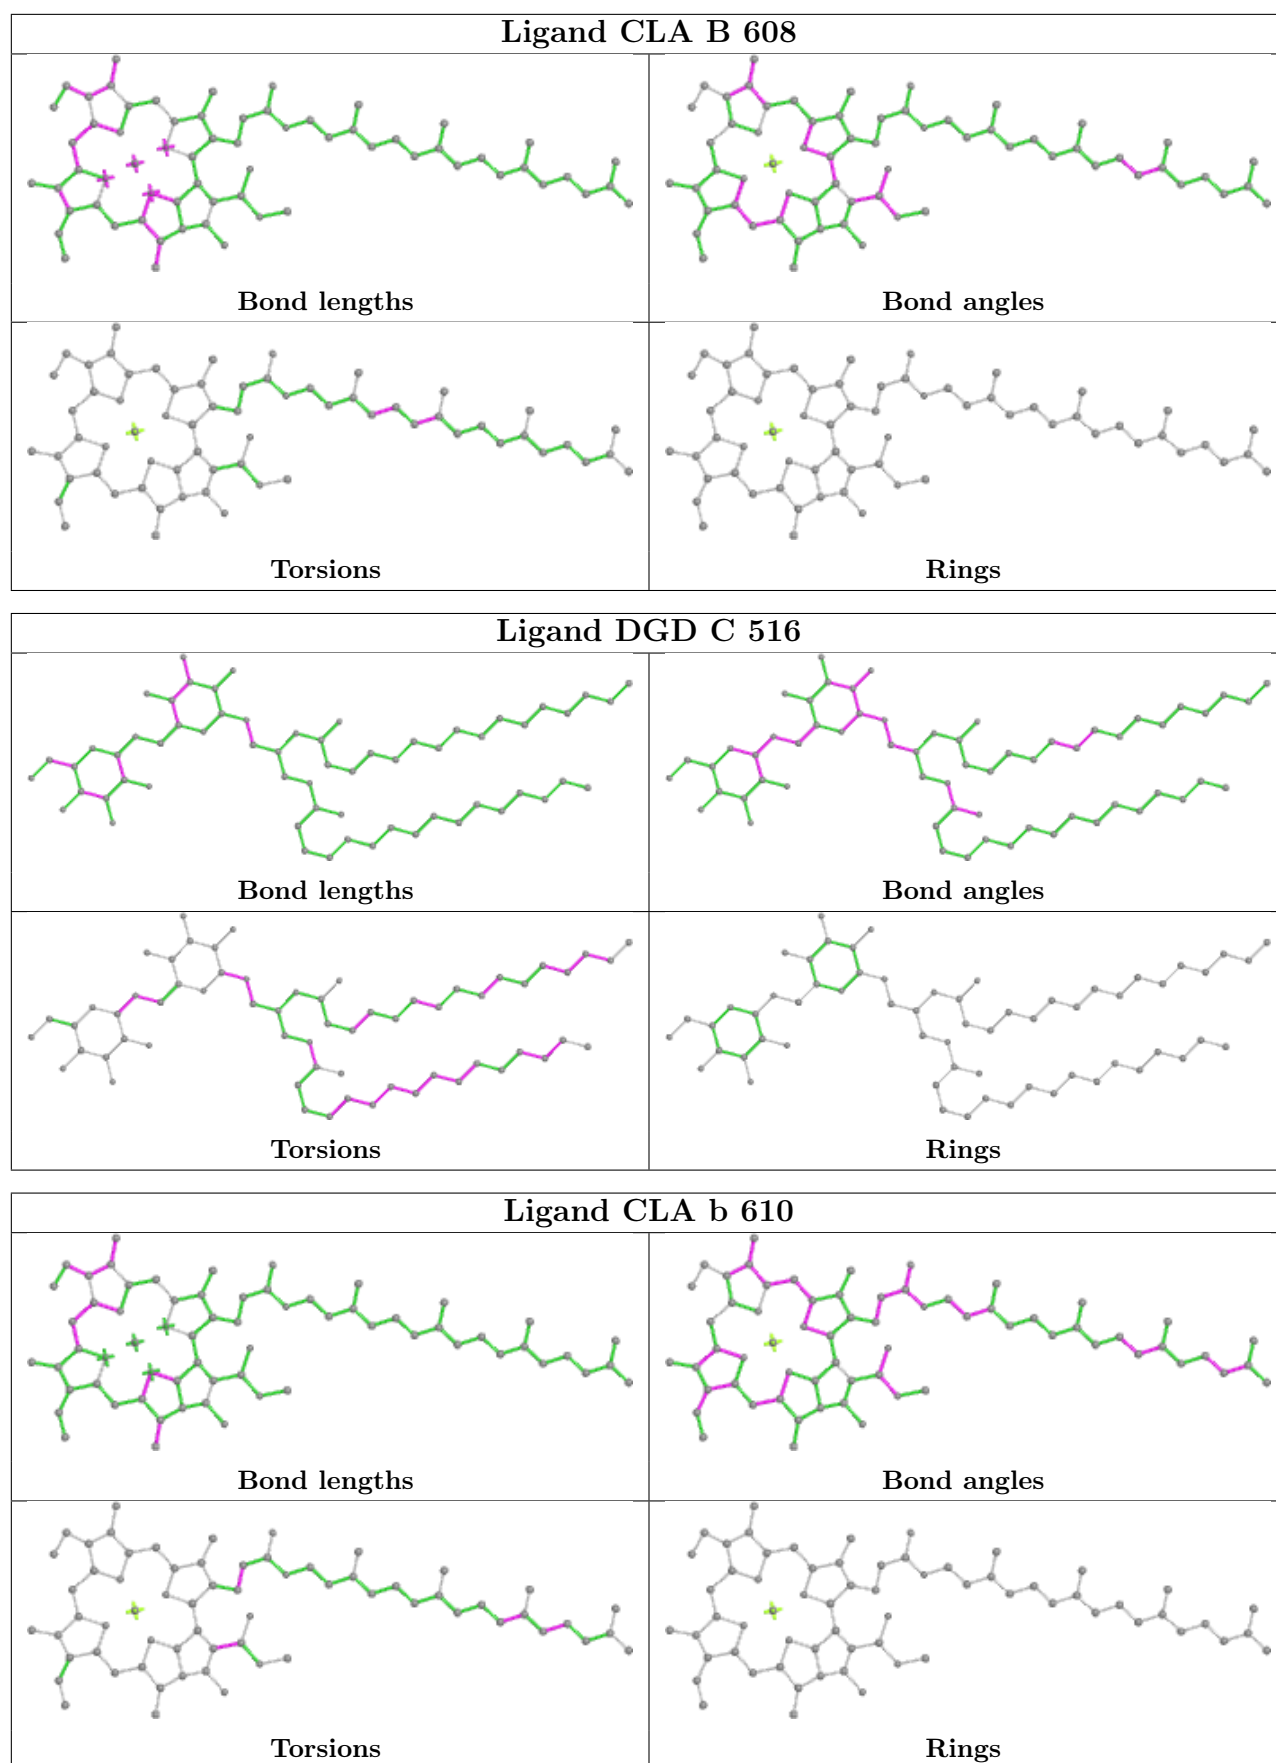 Ligand CLA B 608
Bond lengths
Bond angles
Torsions
Rings
Ligand DGD C 516
Bond lengths
Bond angles
Torsions
Rings
Ligand CLA b 610
Bond lengths
Bond angles
Torsions
Rings